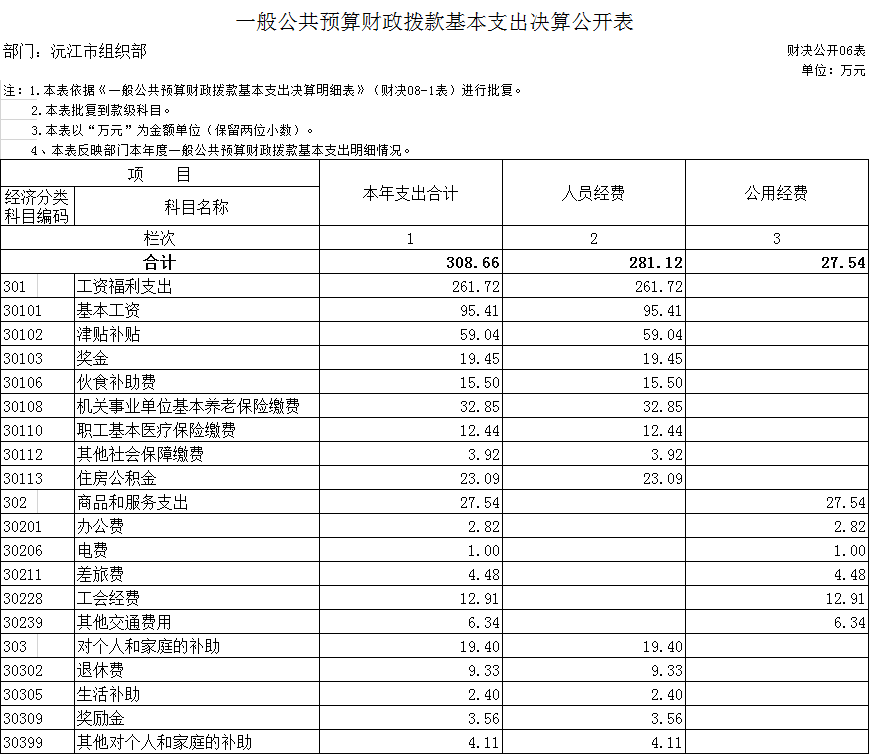 一般公共预算财政拨款基本支出决算公开表
部门：沅江市组织部 财决公开06表
单位：万元
注：1.本表依据《一般公共预算财政拨款基本支出决算明细表》（财决08-1表）进行批复。
2.本表批复到款级科目。
3.本表以“万元”为金额单位（保留两位小数）。
4、本表反映部门本年度一般公共预算财政拨款基本支出明细情况。
项 目 本年支出合计 人员经费 公用经费
经济分类科目编码 科目名称
栏次 1 2 3
合计 308.66 281.12 27.54
301 工资福利支出 261.72 261.72
30101 基本工资 95.41 95.41
30102 津贴补贴 59.04 59.04
30103 奖金 19.45 19.45
30106 伙食补助费 15.50 15.50
30108 机关事业单位基本养老保险缴费 32.85 32.85
30110 职工基本医疗保险缴费 12.44 12.44
30112 其他社会保障缴费 3.92 3.92
30113 住房公积金 23.09 23.09
302 商品和服务支出 27.54 27.54
30201 办公费 2.82 2.82
30206 电费 1.00 1.00
30211 差旅费 4.48 4.48
30228 工会经费 12.91 12.91
30239 其他交通费用 6.34 6.34
303 对个人和家庭的补助 19.40 19.40
30302 退休费 9.33 9.33
30305 生活补助 2.40 2.40
30309 奖励金 3.56 3.56
30399 其他对个人和家庭的补助 4.11 4.11